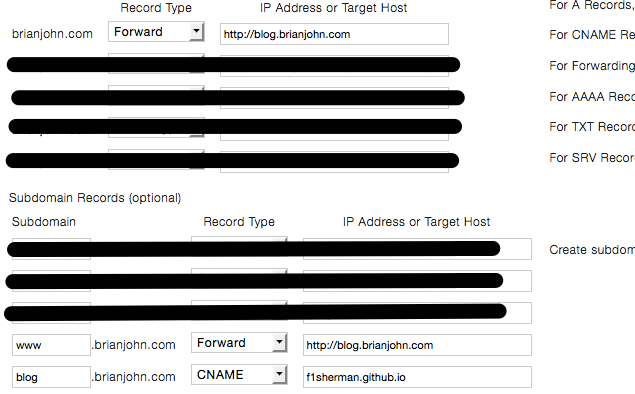 Record Type IP Address or Target Host For A Records,
brianjohn.com Forward http://blog.brianjohn.com For CNAME Re
For Forwarding
For AAAA Reco
For TXT Record
For SRV Recor
Subdomain Records (optional)
Subdomain Record Type IP Address or Target Host
Create subdom
www .brianjohn.com Forward http://blog.brianjohn.com
blog .brianjohn.com CNAME f1sherman.github.io